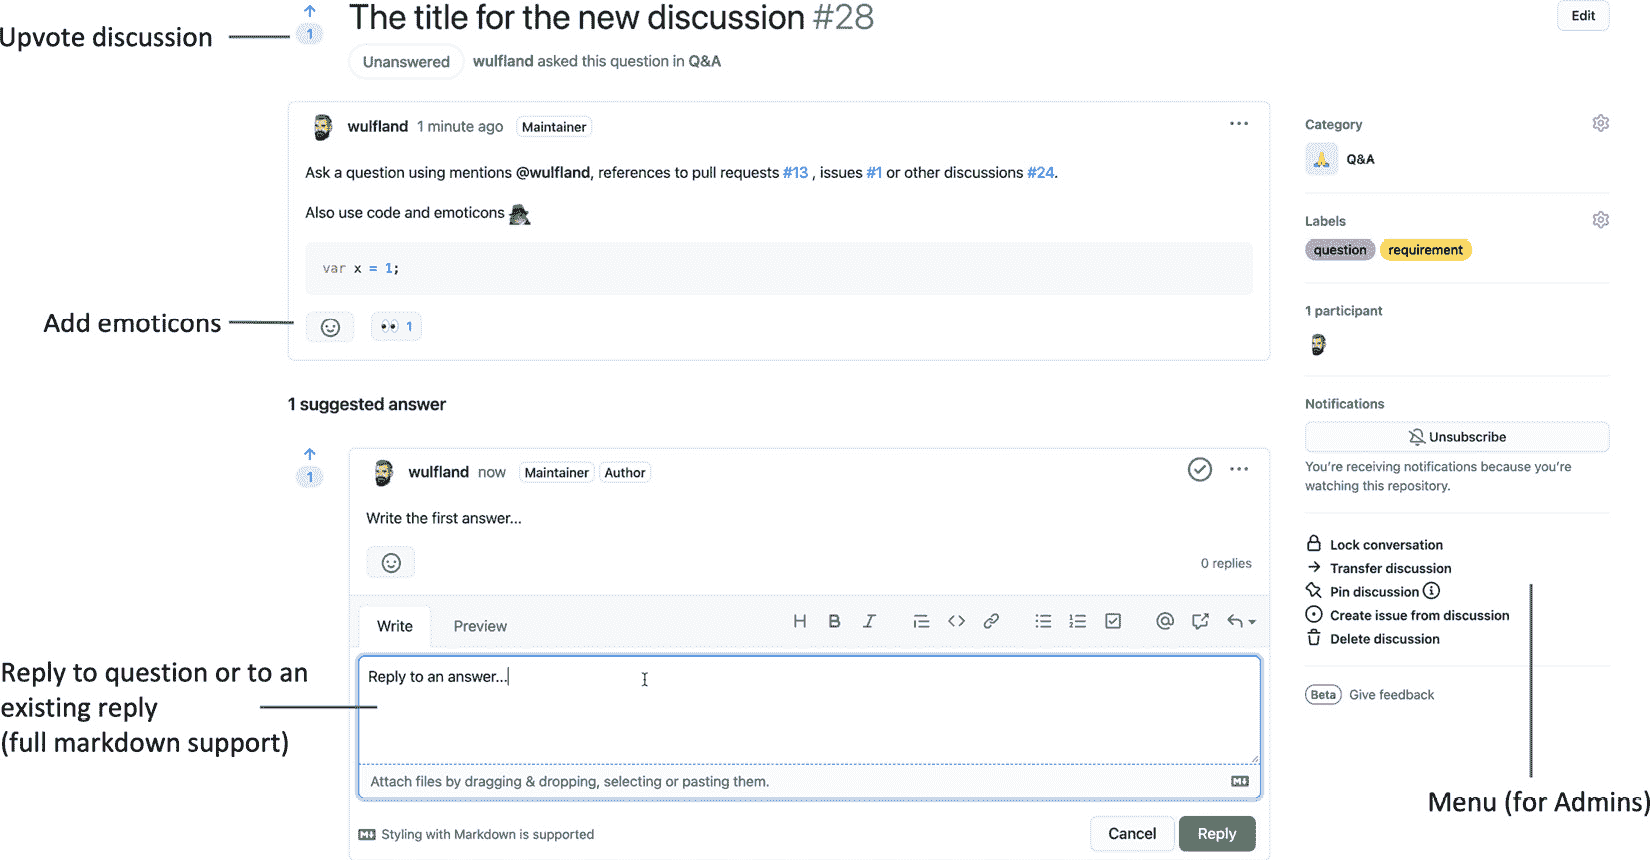 Upvote discussion
1
The title for the new discussion #28
Edit
Unanswered wulfland asked this question in Q&A
wulfland 1 minute ago Maintainer
Ask a question using mentions @wulfland, references to pull requests #13 , issues #1 or other discussions #24.
Also use code and emoticons
var x = 1;
Add emoticons
1
1 suggested answer
1
wulfland now Maintainer Author
Write the first answer...
0 replies
Write Preview
H B I
Reply to an answer...
Attach files by dragging & dropping, selecting or pasting them.
Styling with Markdown is supported
Cancel Reply
Reply to question or to an
existing reply
(full markdown support)
Category
Q&A
Labels
question requirement
1 participant
Notifications
Unsubscribe
You're receiving notifications because you're
watching this repository.
Lock conversation
Transfer discussion
Pin discussion
Create issue from discussion
Delete discussion
Beta Give feedback
Menu (for Admins)